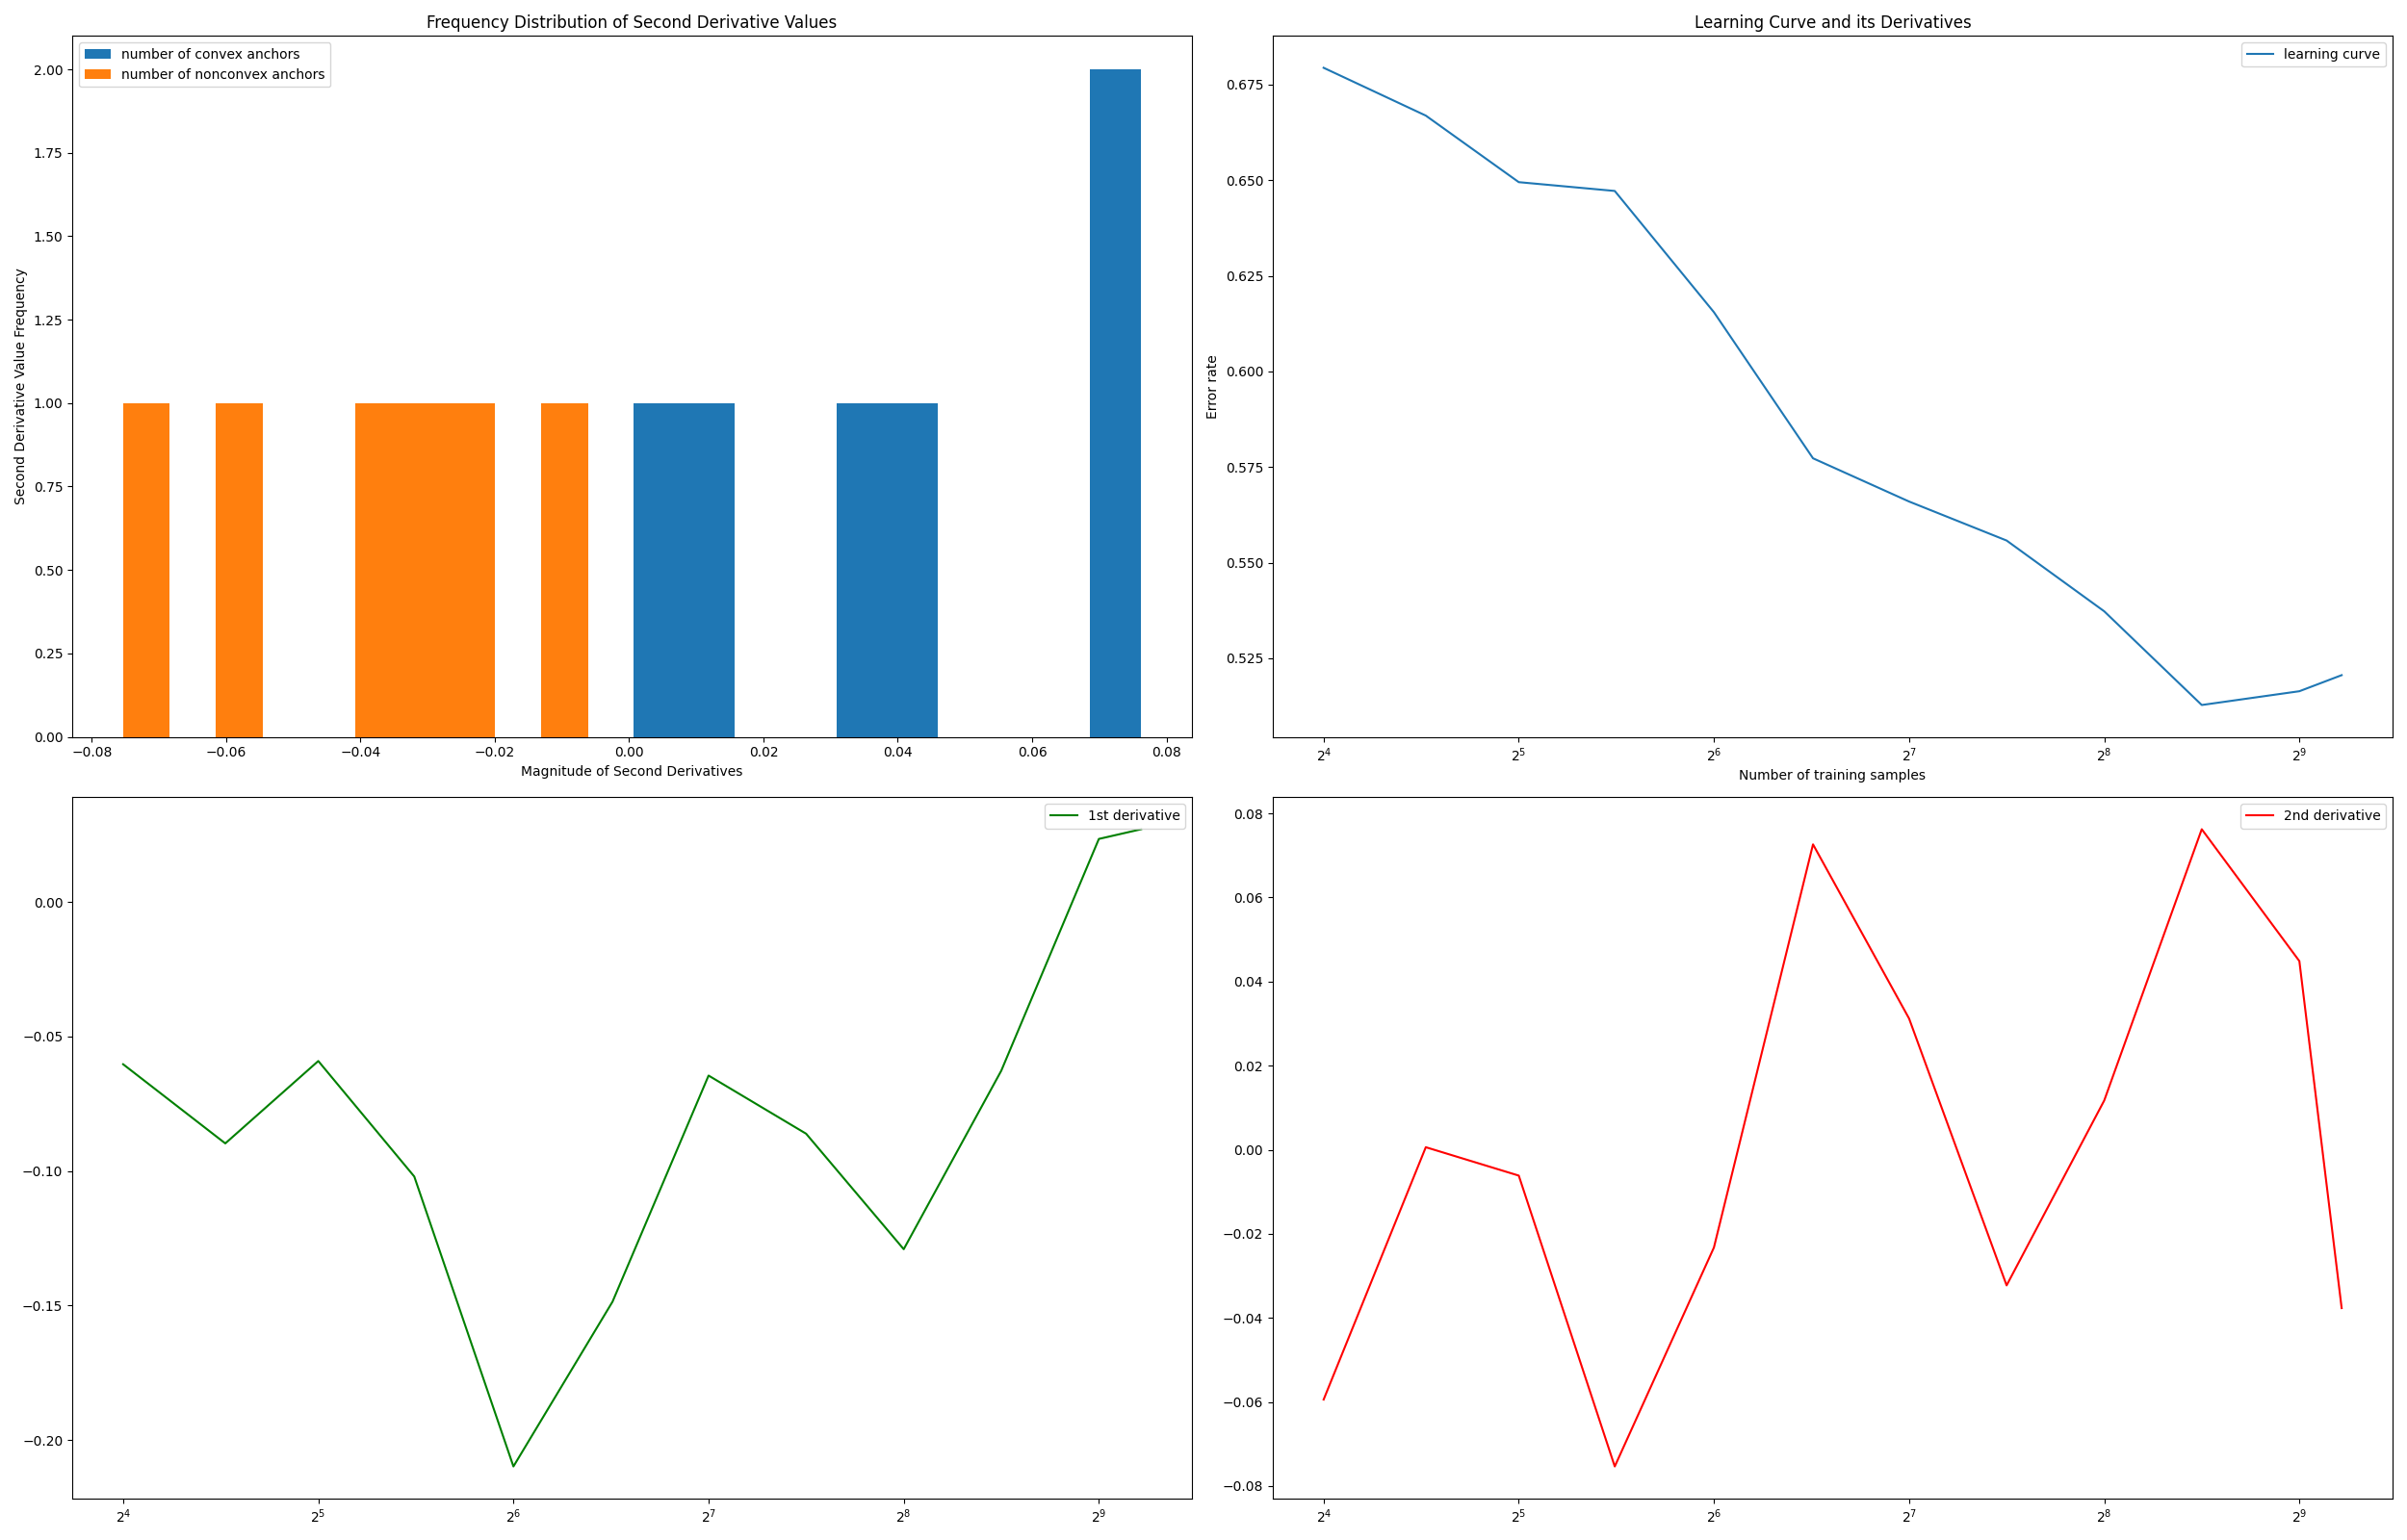 Frequency Distribution of Second Derivative Values
number of convex anchors
number of nonconvex anchors
2.00
1.75
1.50
1.25
1.00
0.75
0.50
0.25
0.00
Second Derivative Value Frequency
−0.08 −0.06 −0.04 −0.02 0.00 0.02 0.04 0.06 0.08
Magnitude of Second Derivatives
Learning Curve and its Derivatives
learning curve
0.675
0.650
0.625
0.600
0.575
0.550
0.525
Error rate
2⁴ 2⁵ 2⁶ 2⁷ 2⁸ 2⁹
Number of training samples
1st derivative
0.00
−0.05
−0.10
−0.15
−0.20
2⁴ 2⁵ 2⁶ 2⁷ 2⁸ 2⁹
2nd derivative
0.08
0.06
0.04
0.02
0.00
−0.02
−0.04
−0.06
−0.08
2⁴ 2⁵ 2⁶ 2⁷ 2⁸ 2⁹